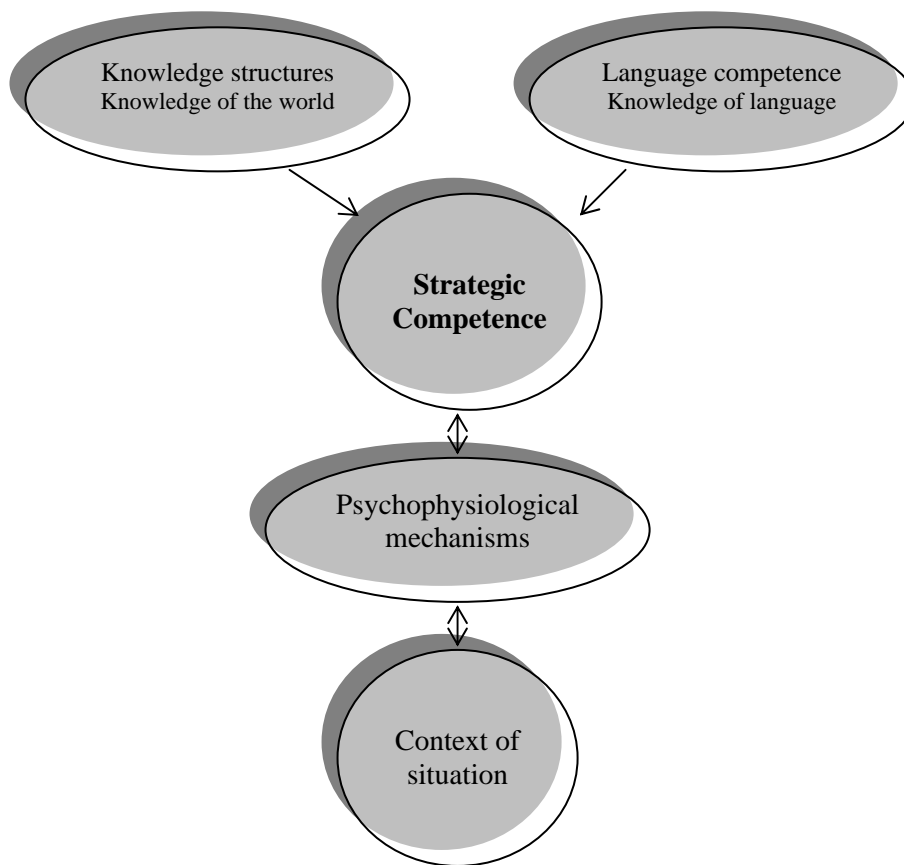 Knowledge structures
Knowledge of the world
Language competence
Knowledge of language
Strategic
Competence
Psychophysiological
mechanisms
Context of
situation